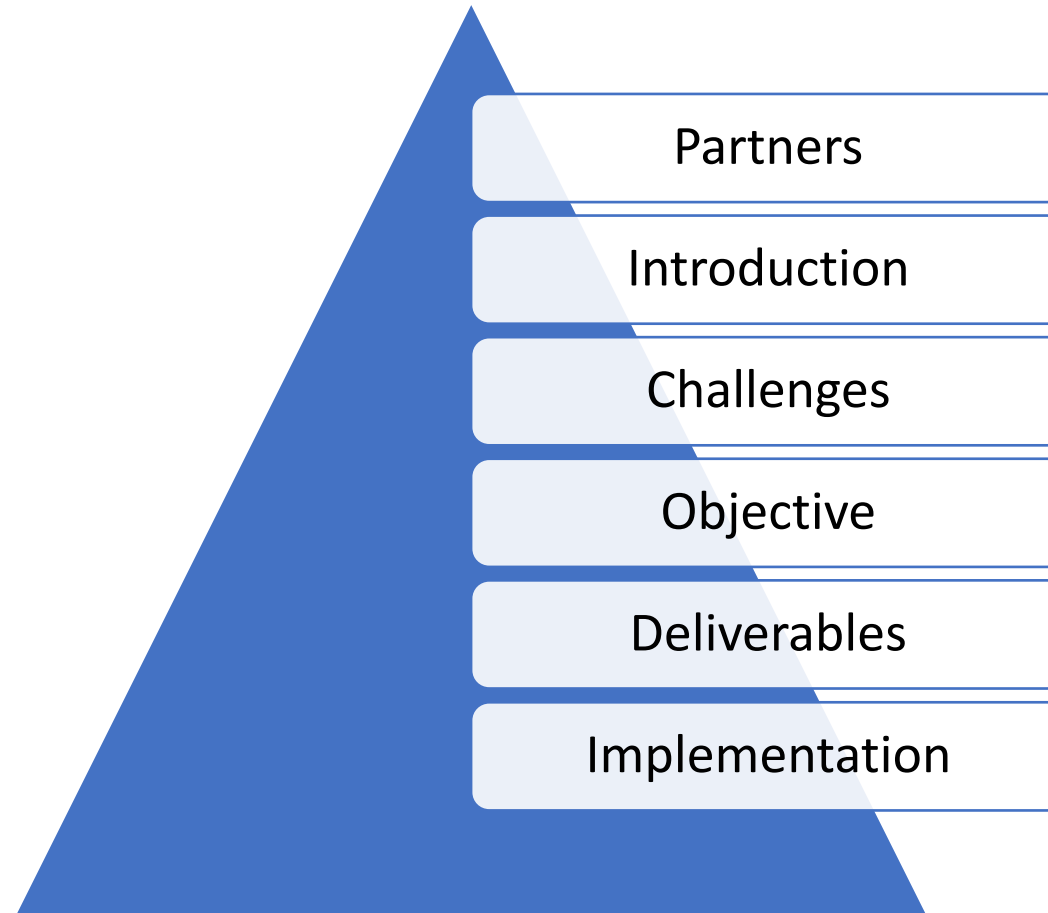 Partners
Introduction
Challenges
Objective
Deliverables
Implementation